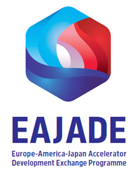 EAJADE
Europe-America-Japan Accelerator
Development Exchange Programme